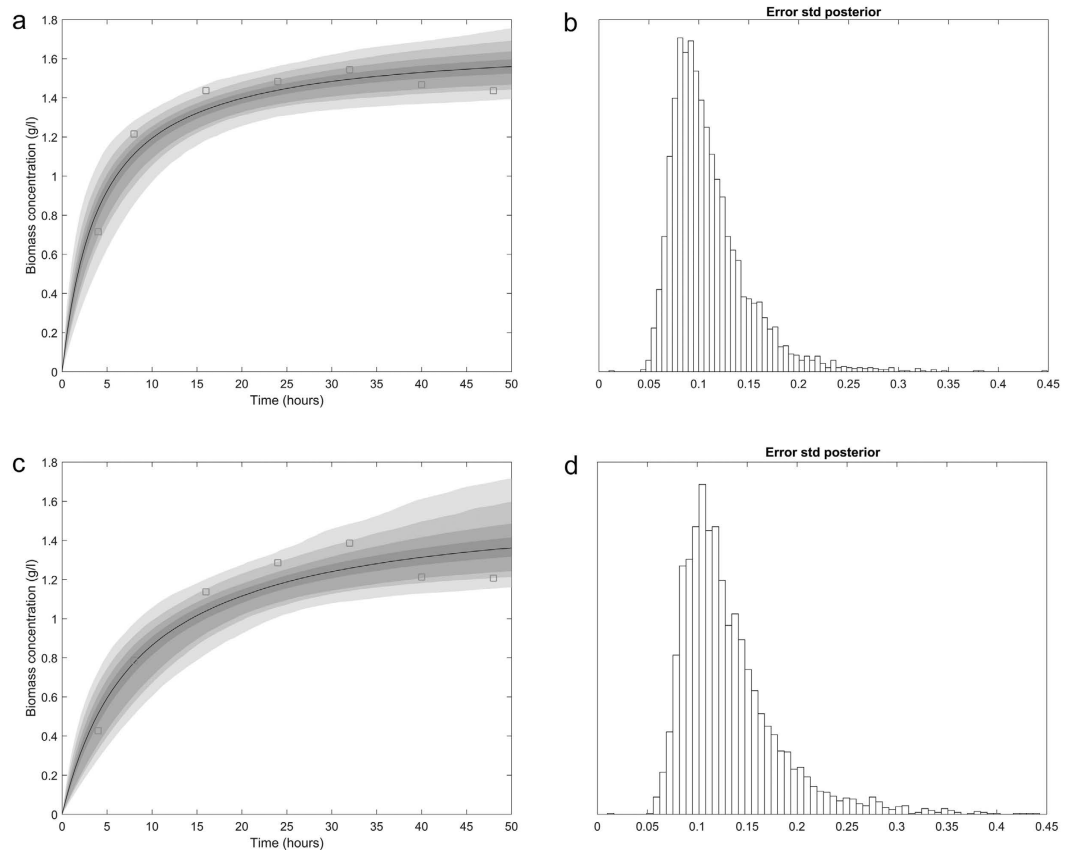 a
Biomass concentration (g/l)
1.8
1.6
1.4
1.2
1
0.8
0.6
0.4
0.2
0
0 5 10 15 20 25 30 35 40 45 50
Time (hours)
b
Error std posterior
0 0.05 0.1 0.15 0.2 0.25 0.3 0.35 0.4 0.45
c
Biomass concentration (g/l)
1.8
1.6
1.4
1.2
1
0.8
0.6
0.4
0.2
0
0 5 10 15 20 25 30 35 40 45 50
Time (hours)
d
Error std posterior
0 0.05 0.1 0.15 0.2 0.25 0.3 0.35 0.4 0.45